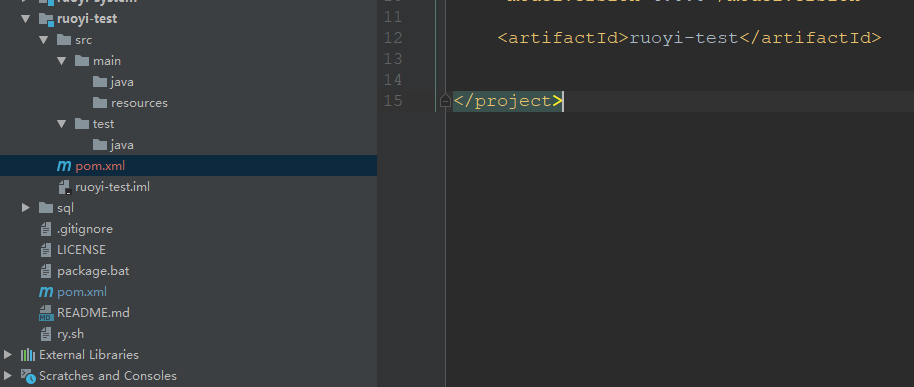 ruoyi-test
src
main
java
resources
test
java
pom.xml
ruoyi-test.iml
sql
.gitignore
LICENSE
package.bat
pom.xml
README.md
ry.sh
External Libraries
Scratches and Consoles
11
12 <artifactId>ruoyi-test</artifactId>
13
14
15 </project>